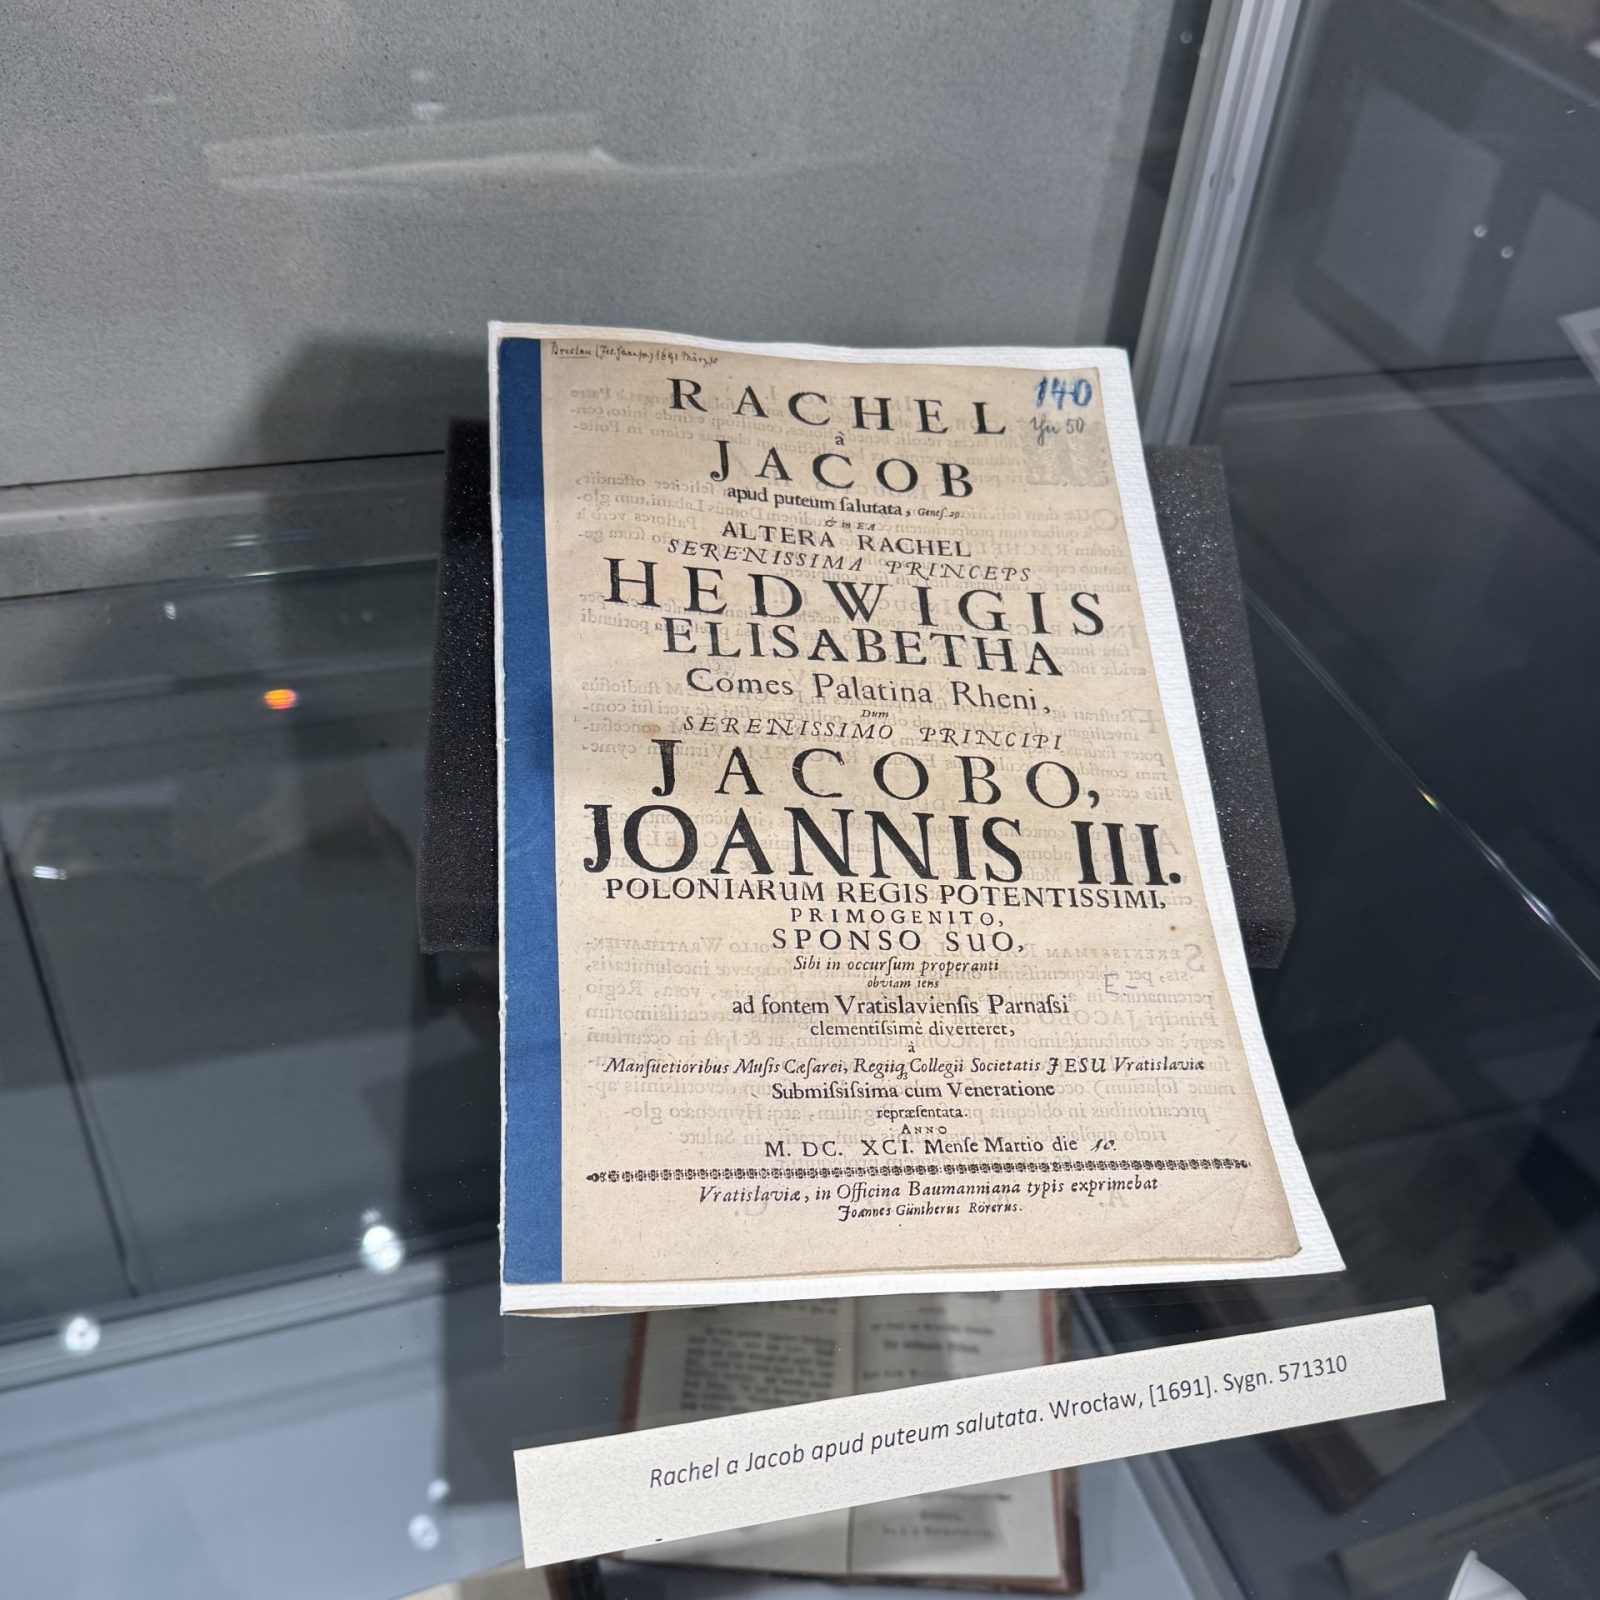 Breslau (Jes. Schausp.) 1691 März 10
140
Yu 50
RACHEL
à
JACOB
apud puteum ſalutata, Geneſ. 29.
& in EA
ALTERA RACHEL
SERENISSIMA PRINCEPS
HEDWIGIS
ELISABETHA
Comes Palatina Rheni,
Dum
SERENISSIMO PRINCIPI
JACOBO,
JOANNIS III.
POLONIARUM REGIS POTENTISSIMI,
PRIMOGENITO,
SPONSO SUO,
Sibi in occurſum properanti
obviam iens
ad fontem Vratislavienſis Parnaſſi
clementiſſimè diverteret,
à
Manſuetioribus Muſis Cæſarei, Regiiq; Collegii Societatis JESU Vratislaviæ
Submiſsiſsima cum Veneratione
repræſentata.
ANNO
M. DC. XCI. Menſe Martio die 10.
Vratislaviæ, in Officina Baumanniana typis exprimebat
Joannes Güntherus Rörerus.
E-
Rachel a Jacob apud puteum salutata. Wrocław, [1691]. Sygn. 571310